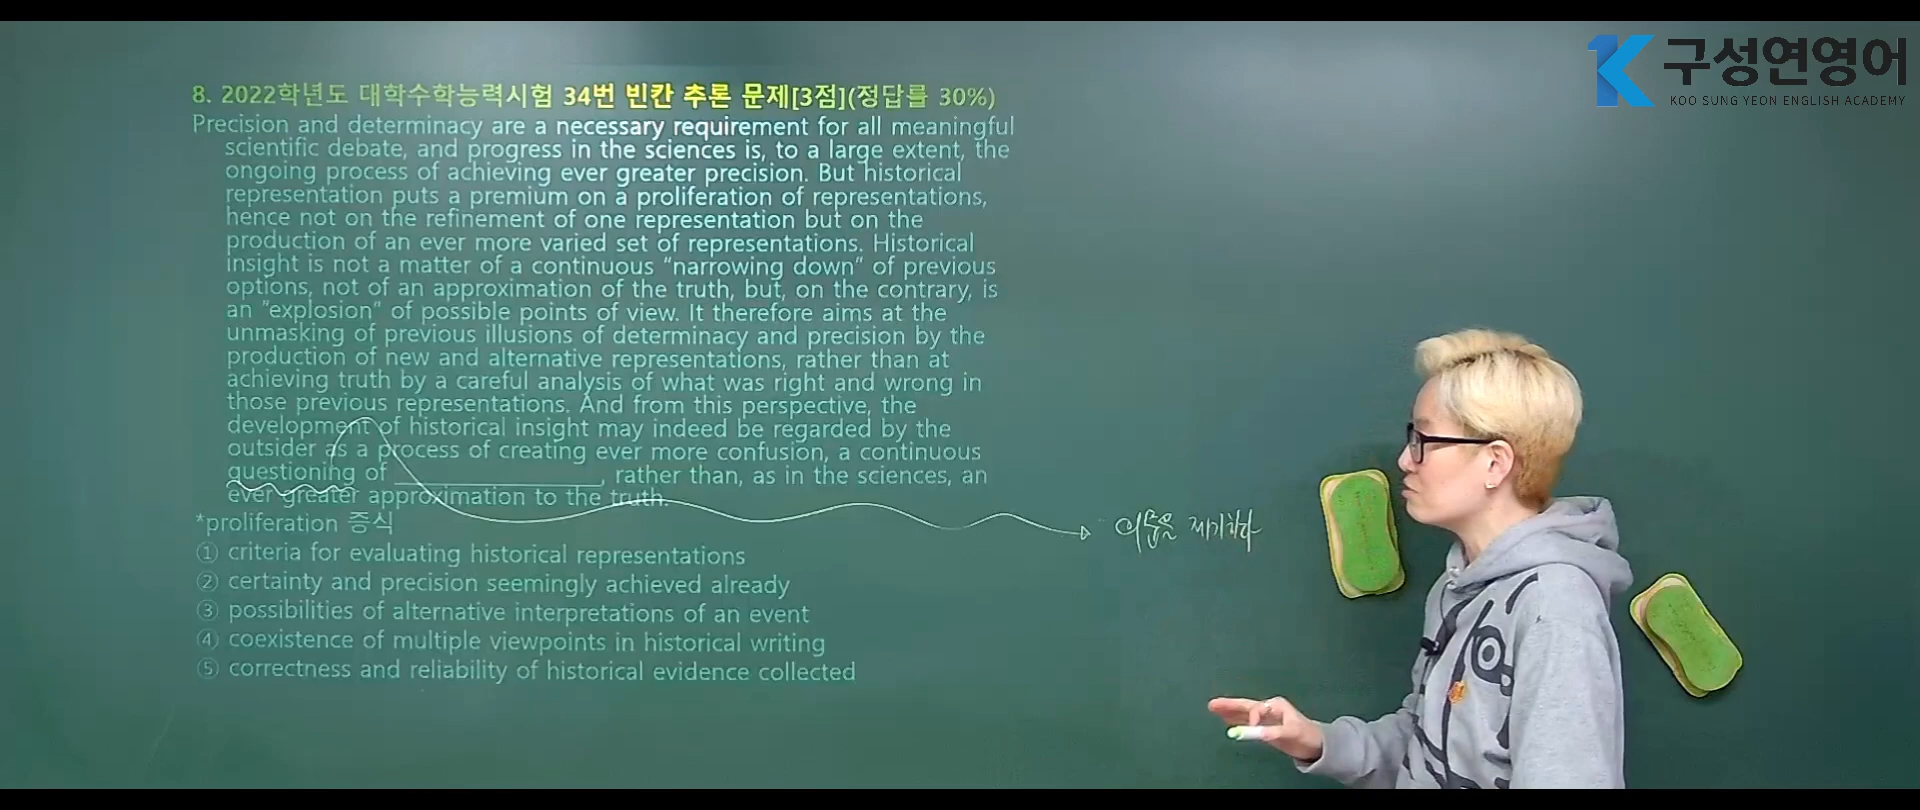 구성연영어
KOO SUNG YEON ENGLISH ACADEMY
8. 2022학년도 대학수학능력시험 34번 빈칸 추론 문제[3점](정답률 30%)
Precision and determinacy are a necessary requirement for all meaningful
scientific debate, and progress in the sciences is, to a large extent, the
ongoing process of achieving ever greater precision. But historical
representation puts a premium on a proliferation of representations,
hence not on the refinement of one representation but on the
production of an ever more varied set of representations. Historical
insight is not a matter of a continuous “narrowing down” of previous
options, not of an approximation of the truth, but, on the contrary, is
an “explosion” of possible points of view. It therefore aims at the
unmasking of previous illusions of determinacy and precision by the
production of new and alternative representations, rather than at
achieving truth by a careful analysis of what was right and wrong in
those previous representations. And from this perspective, the
development of historical insight may indeed be regarded by the
outsider as a process of creating ever more confusion, a continuous
questioning of ____________________, rather than, as in the sciences, an
ever greater approximation to the truth.
*proliferation 증식
① criteria for evaluating historical representations
② certainty and precision seemingly achieved already
③ possibilities of alternative interpretations of an event
④ coexistence of multiple viewpoints in historical writing
⑤ correctness and reliability of historical evidence collected
제기하다